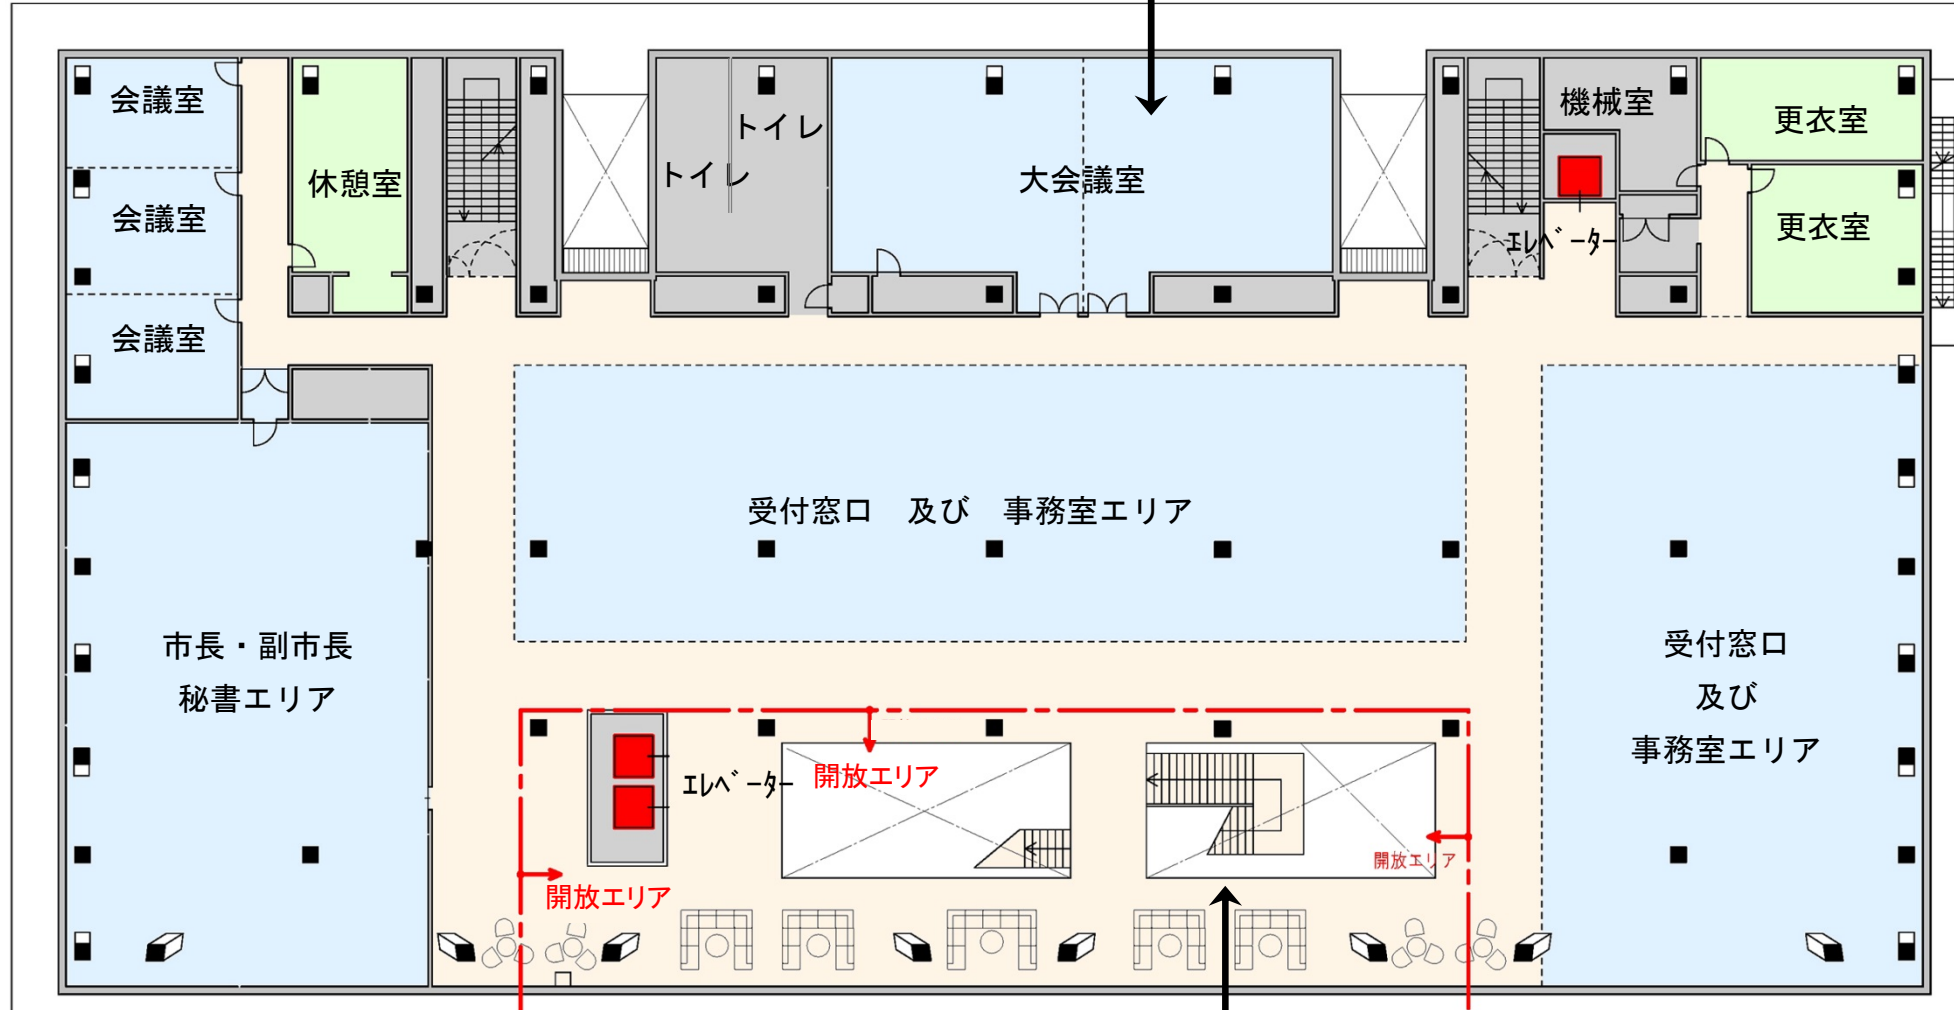 会議室
会議室
会議室
休憩室
トイレ
トイレ
大会議室
機械室
エレベーター
更衣室
更衣室
受付窓口 及び 事務室エリア
市長・副市長
秘書エリア
受付窓口
及び
事務室エリア
エレベーター
開放エリア
開放エリア
開放エリア